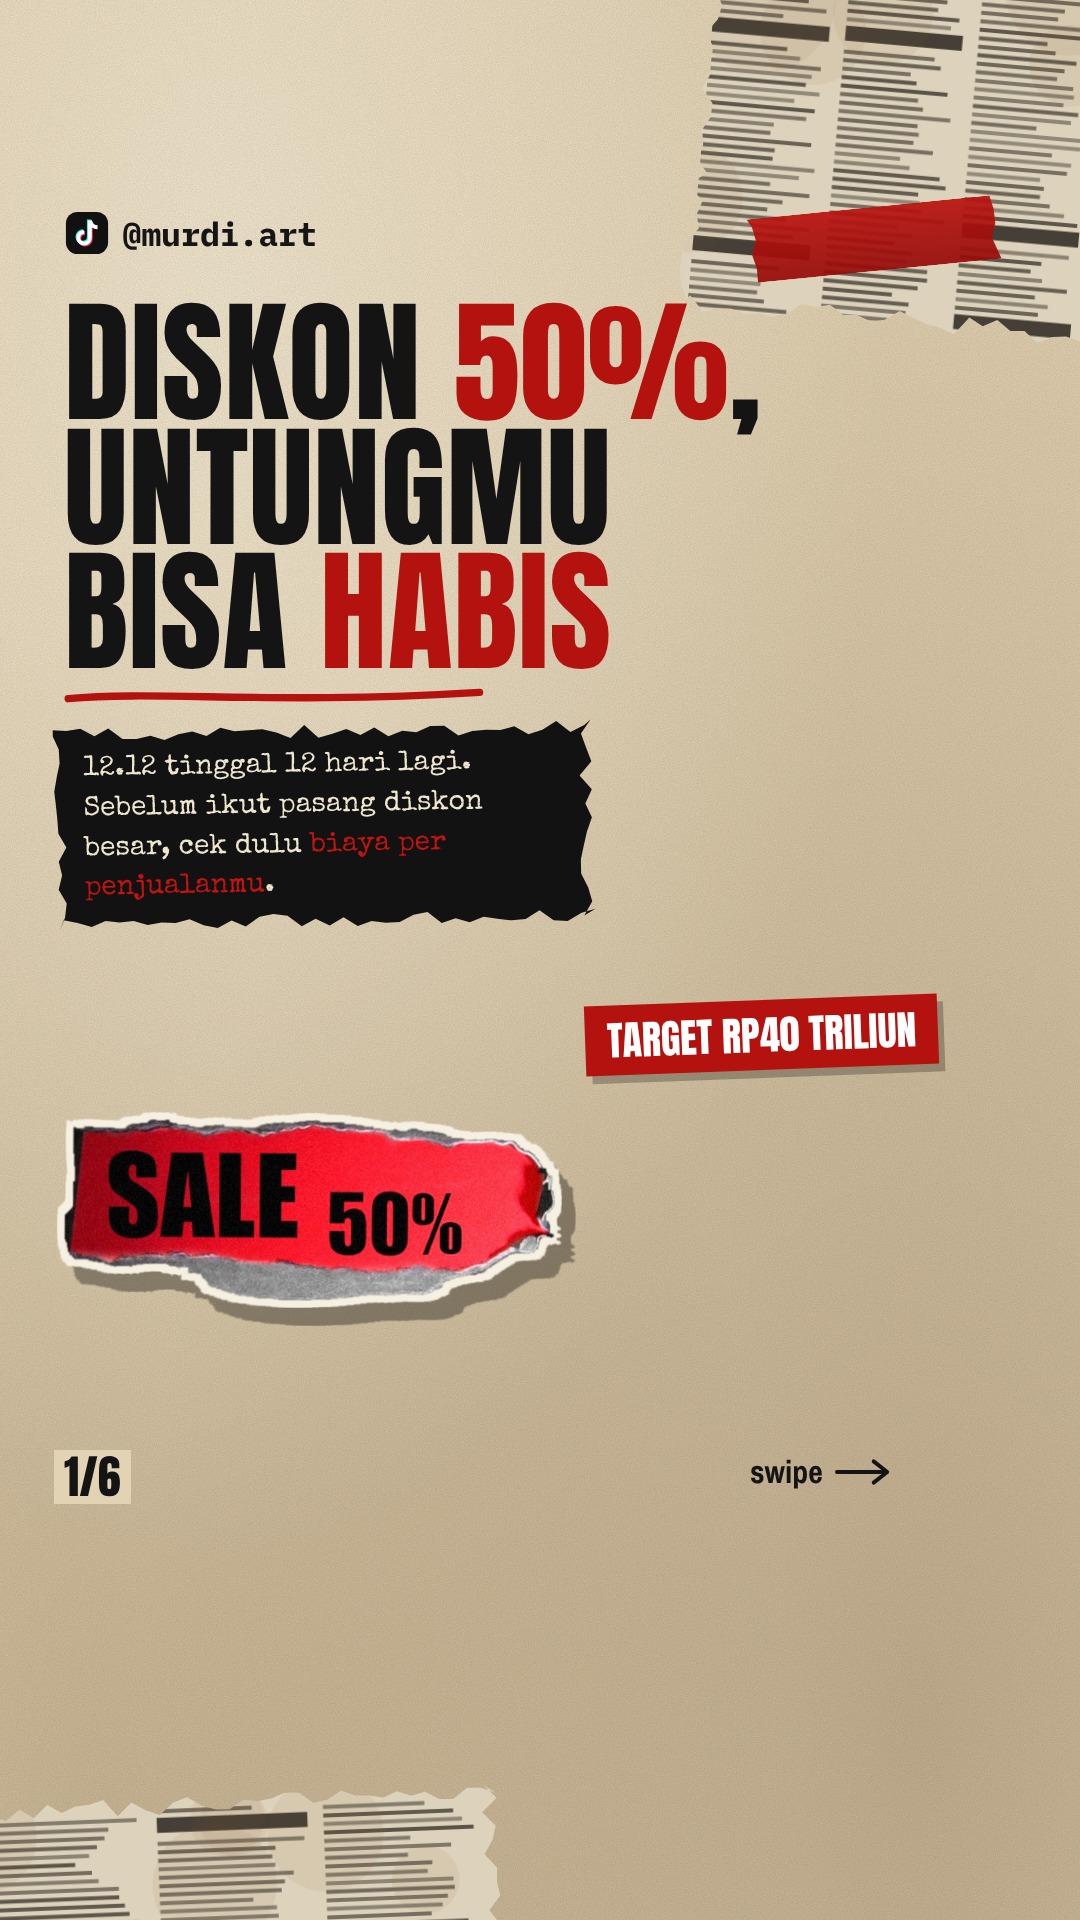 @murdi.art
DISKON 50%,
UNTUNGMU
BISA HABIS
12.12 tinggal 12 hari lagi.
Sebelum ikut pasang diskon
besar, cek dulu biaya per
penjualanmu.
TARGET RP40 TRILIUN
SALE 50%
1/6
swipe